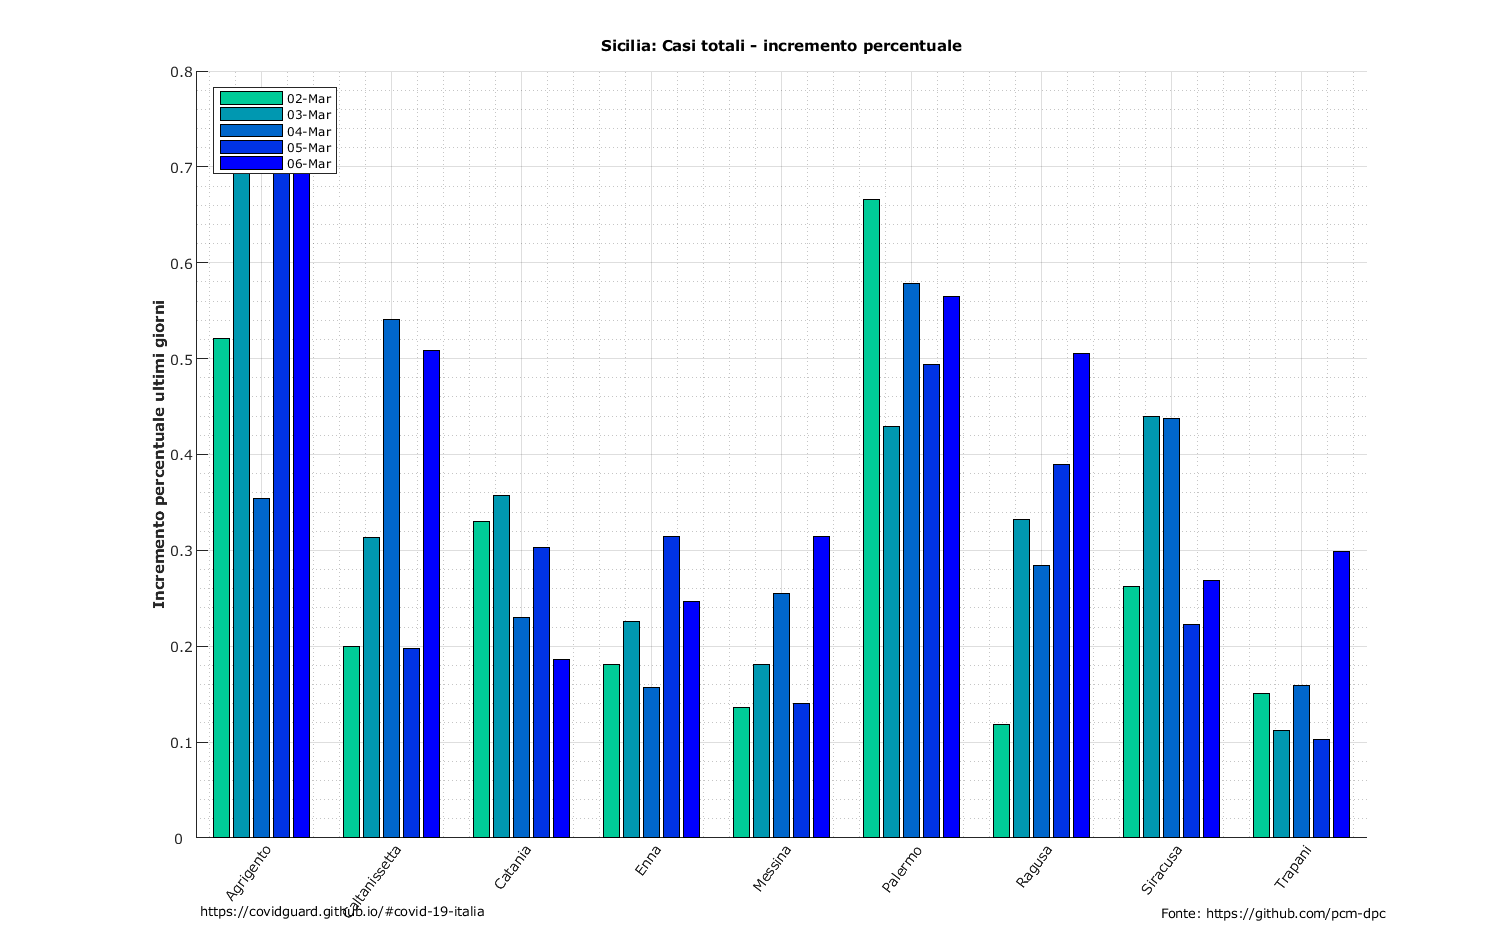 Sicilia: Casi totali - incremento percentuale
Incremento percentuale ultimi giorni
0.8
0.7
0.6
0.5
0.4
0.3
0.2
0.1
0
02-Mar
03-Mar
04-Mar
05-Mar
06-Mar
Agrigento
Caltanissetta
Catania
Enna
Messina
Palermo
Ragusa
Siracusa
Trapani
https://covidguard.github.io/#covid-19-italia
Fonte: https://github.com/pcm-dpc